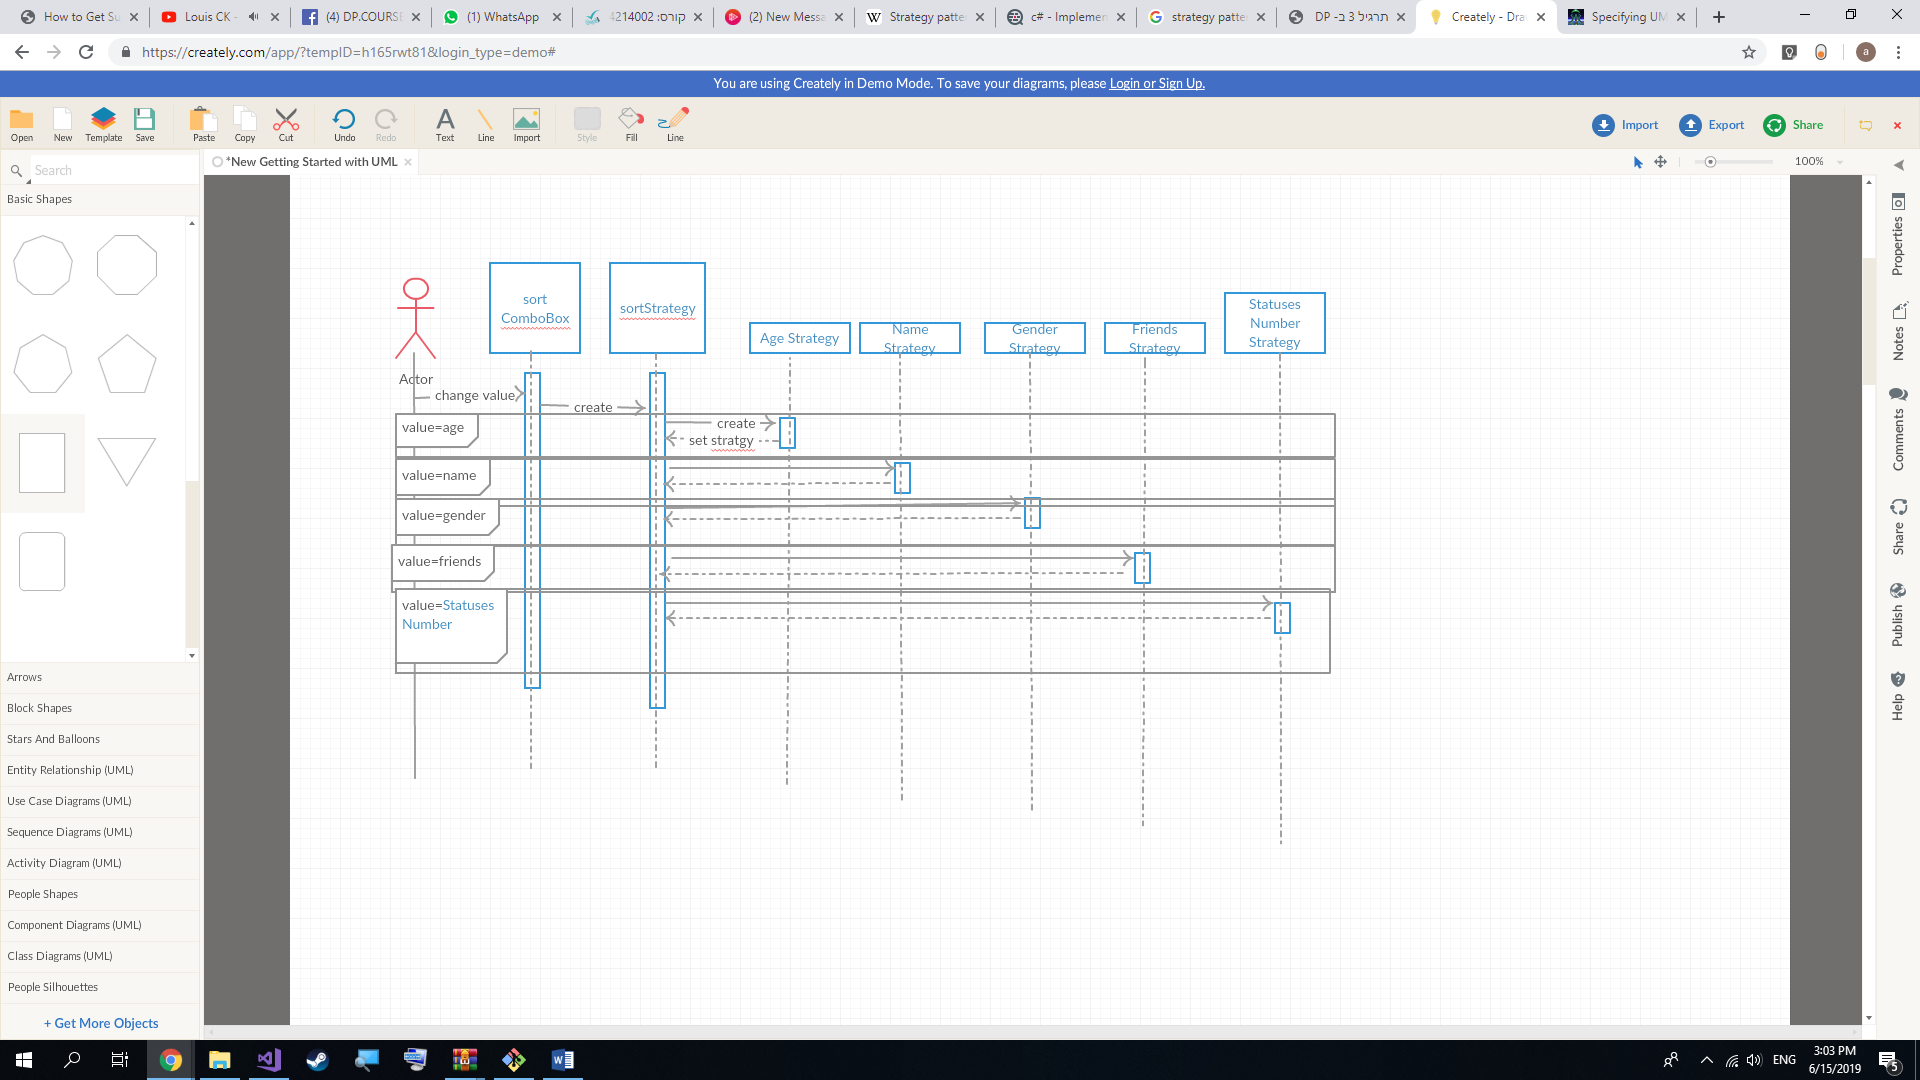 How to Get Su
Louis CK -
(4) DP.COURSE
(1) WhatsApp
קורס: 4214002
(2) New Messa
Strategy patte
c# - Implemen
strategy patte
תרגיל 3 ב- DP
Creately - Dra
Specifying UM
https://creately.com/app/?tempID=h165rwt81&login_type=demo#
a
You are using Creately in Demo Mode. To save your diagrams, please Login or Sign Up.
Open
New
Template
Save
Paste
Copy
Cut
Undo
Redo
Text
Line
Import
Style
Fill
Line
Import
Export
Share
Search
*New Getting Started with UML
100%
Basic Shapes
Arrows
Block Shapes
Stars And Balloons
Entity Relationship (UML)
Use Case Diagrams (UML)
Sequence Diagrams (UML)
Activity Diagram (UML)
People Shapes
Component Diagrams (UML)
Class Diagrams (UML)
People Silhouettes
+ Get More Objects
sort
ComboBox
sortStrategy
Age Strategy
Name
Strategy
Gender
Strategy
Friends
Strategy
Statuses
Number
Strategy
Actor
change value
create
value=age
create
set stratgy
value=name
value=gender
value=friends
value=Statuses
Number
Properties
Notes
Comments
Share
Publish
Help
ENG
3:03 PM
6/15/2019
5